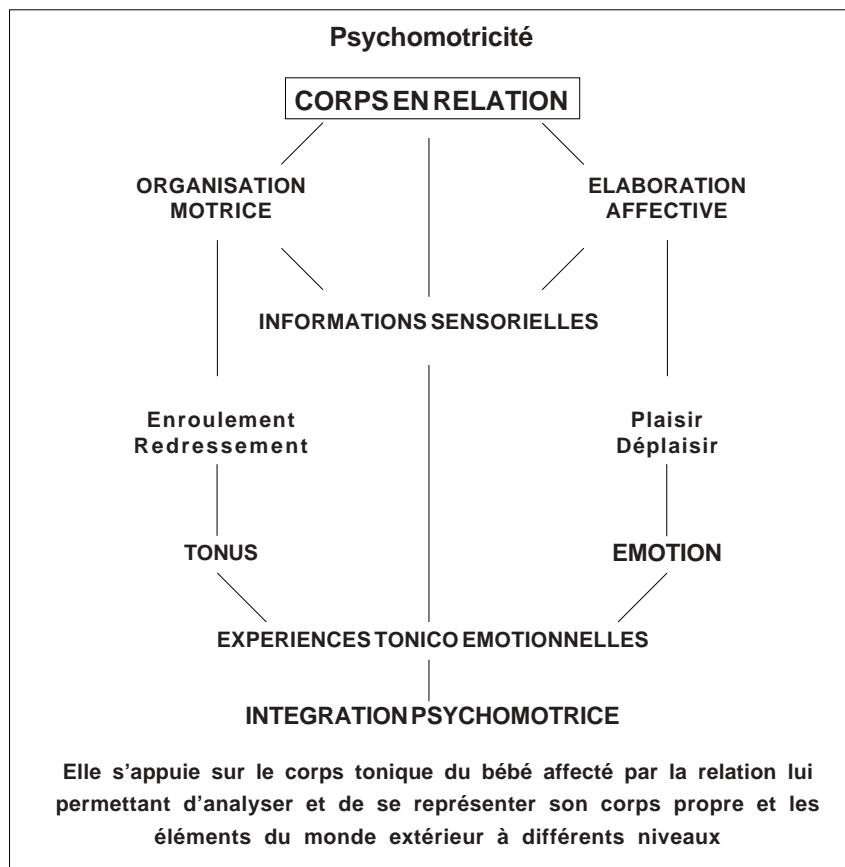 Psychomotricité
CORPS EN RELATION
ORGANISATION
MOTRICE
ELABORATION
AFFECTIVE
INFORMATIONS SENSORIELLES
Enroulement
Redressement
Plaisir
Déplaisir
TONUS
EMOTION
EXPERIENCES TONICO EMOTIONNELLES
INTEGRATION PSYCHOMOTRICE
Elle s'appuie sur le corps tonique du bébé affecté par la relation lui
permettant d'analyser et de se représenter son corps propre et les
éléments du monde extérieur à différents niveaux